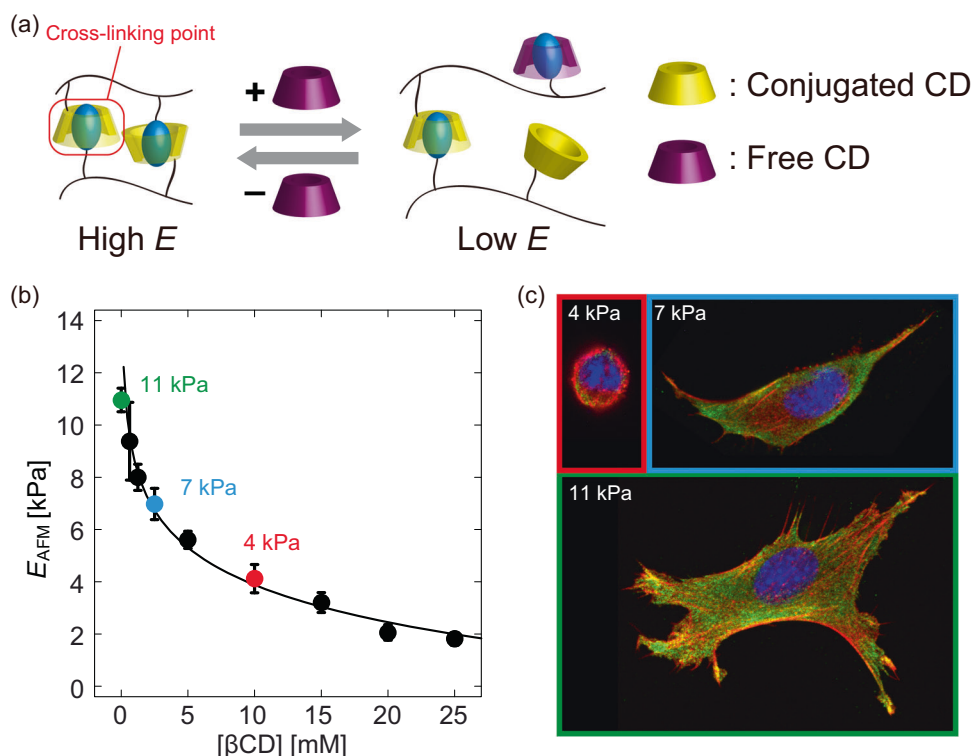 (a)
Cross-linking point
+
−
High E
Low E
: Conjugated CD
: Free CD
(b)
14
12
10
8
6
4
2
0
E_AFM [kPa]
11 kPa
7 kPa
4 kPa
0 5 10 15 20 25
[βCD] [mM]
(c)
4 kPa
7 kPa
11 kPa